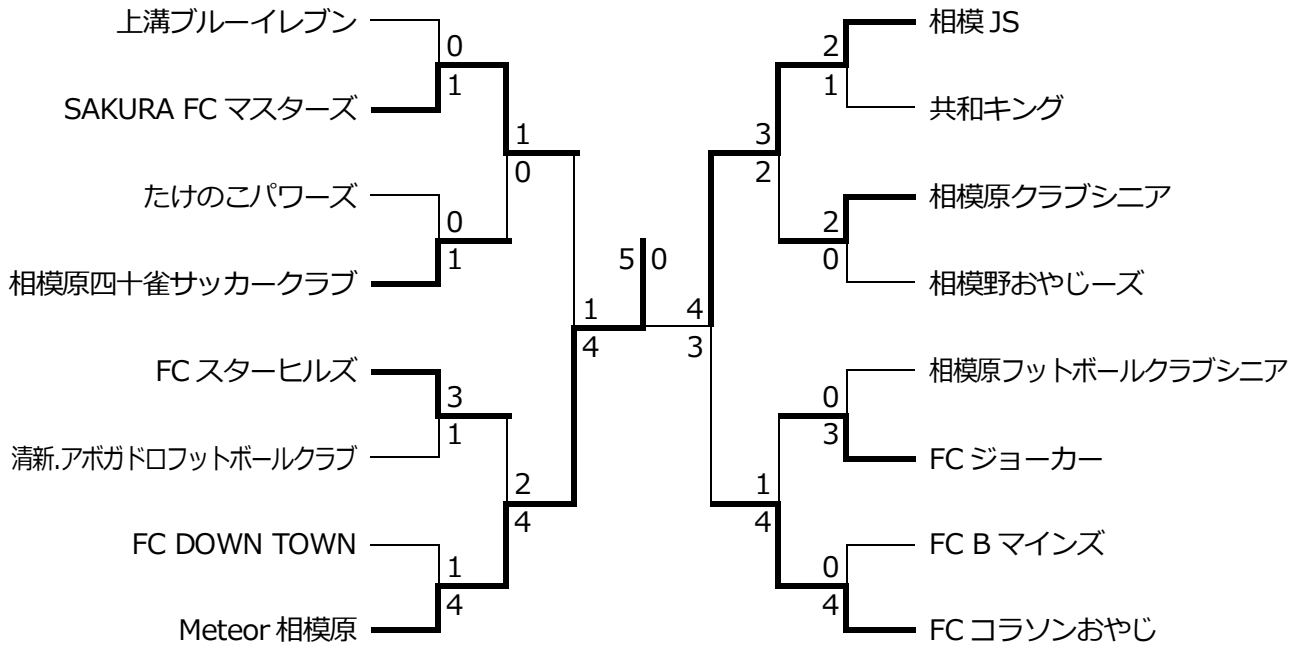 上溝ブルーイレブン
0
1
SAKURA FC マスターズ
1
0
たけのこパワーズ
0
1
相模原四十雀サッカークラブ
1
4
FC スターヒルズ
3
1
清新.アボガドロフットボールクラブ
2
4
FC DOWN TOWN
1
4
Meteor 相模原
5 0
相模 JS
2
1
共和キング
3
2
相模原クラブシニア
2
0
相模野おやじーズ
4
3
相模原フットボールクラブシニア
0
3
FC ジョーカー
1
4
FC B マインズ
0
4
FC コラソンおやじ